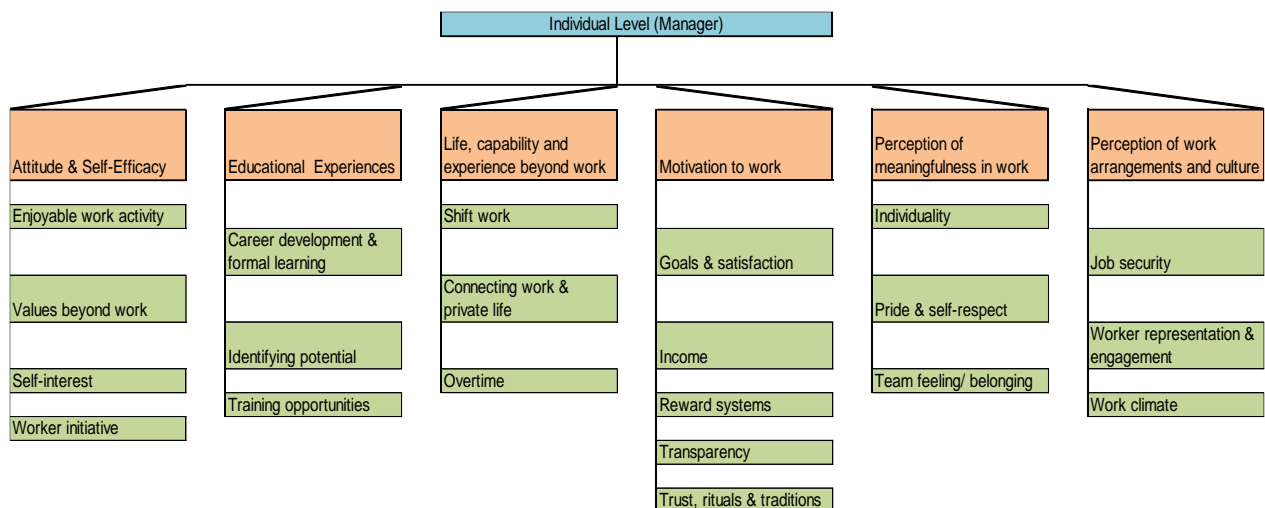 Individual Level (Manager)
Attitude & Self-Efficacy
Enjoyable work activity
Values beyond work
Self-interest
Worker initiative
Educational Experiences
Career development &
formal learning
Identifying potential
Training opportunities
Life, capability and
experience beyond work
Shift work
Connecting work &
private life
Overtime
Motivation to work
Goals & satisfaction
Income
Reward systems
Transparency
Trust, rituals & traditions
Perception of
meaningfulness in work
Individuality
Pride & self-respect
Team feeling/ belonging
Perception of work
arrangements and culture
Job security
Worker representation &
engagement
Work climate